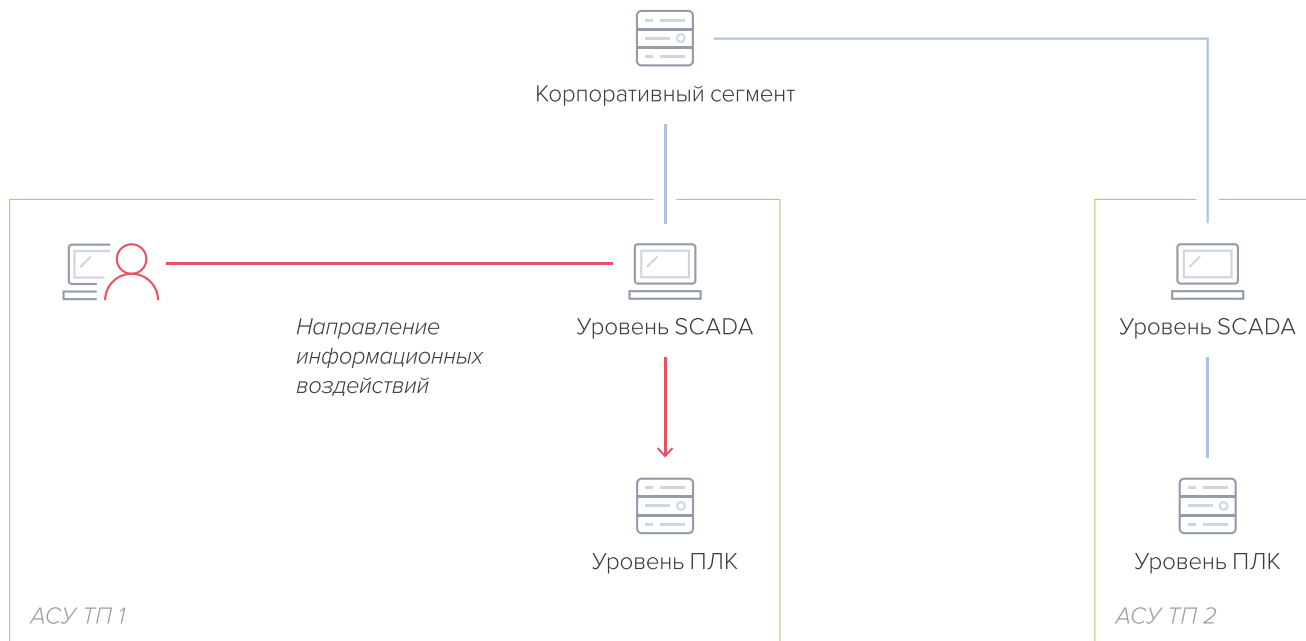 Корпоративный сегмент
Направление
информационных
воздействий
Уровень SCADA
Уровень ПЛК
АСУ ТП 1
Уровень SCADA
Уровень ПЛК
АСУ ТП 2